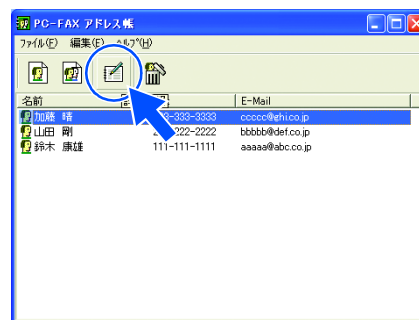 PC-FAX アドレス帳
ファイル(F) 編集(E) ヘルプ(H)
名前 E-Mail
加藤 晴 333-3333 ccccc@ghi.co.jp
山田 剛 222-2222 bbbbb@def.co.jp
鈴木 康雄 111-111-1111 aaaaa@abc.co.jp